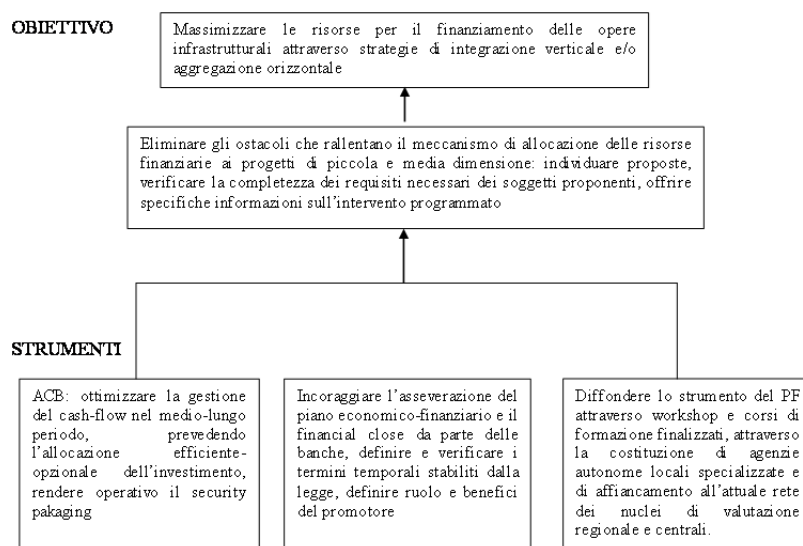 OBIETTIVO
Massimizzare le risorse per il finanziamento delle opere
infrastrutturali attraverso strategie di integrazione verticale e/o
aggregazione orizzontale
Eliminare gli ostacoli che rallentano il meccanismo di allocazione delle risorse
finanziarie ai progetti di piccola e media dimensione: individuare proposte,
verificare la completezza dei requisiti necessari dei soggetti proponenti, offrire
specifiche informazioni sull'intervento programmato
STRUMENTI
ACB: ottimizzare la gestione
del cash-flow nel medio-lungo
periodo, prevedendo
l'allocazione efficiente-
opzionale dell'investimento,
rendere operativo il security
pakaging
Incoraggiare l'asseverazione del
piano economico-finanziario e il
financial close da parte delle
banche, definire e verificare i
termini temporali stabiliti dalla
legge, definire ruolo e benefici
del promotore
Diffondere lo strumento del PF
attraverso workshop e corsi di
formazione finalizzati, attraverso
la costituzione di agenzie
autonome locali specializzate e
di affiancamento all'attuale rete
dei nuclei di valutazione
regionale e centrali.